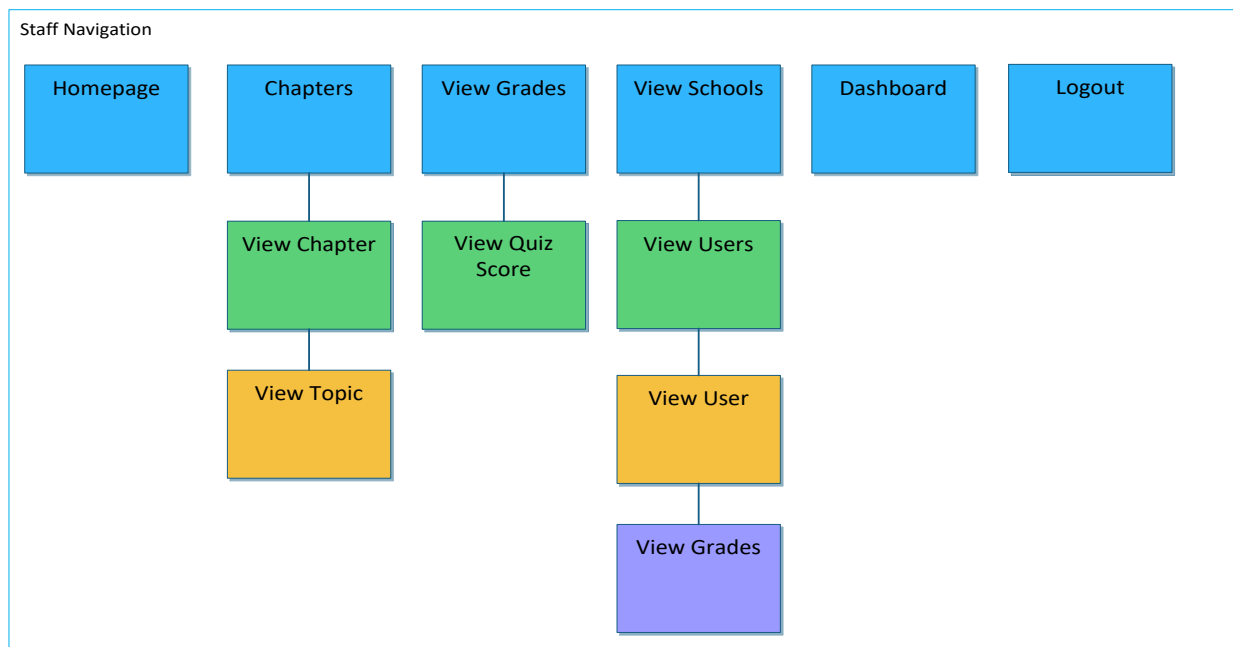 Staff Navigation
Homepage
Chapters
View Grades
View Schools
Dashboard
Logout
View Chapter
View Quiz
Score
View Users
View Topic
View User
View Grades